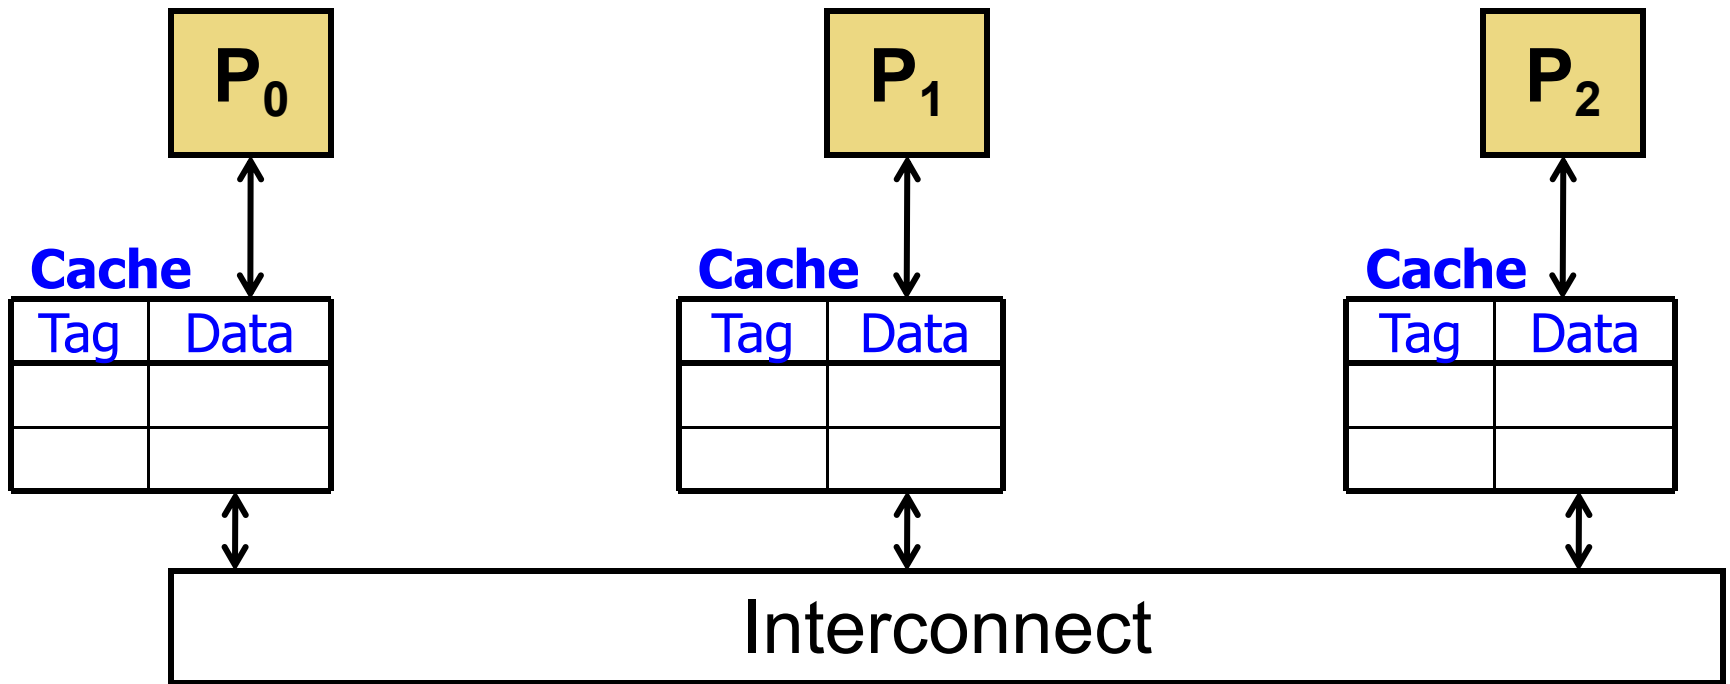 P0 P1 P2
Cache Cache Cache
Tag Data Tag Data Tag Data
Interconnect